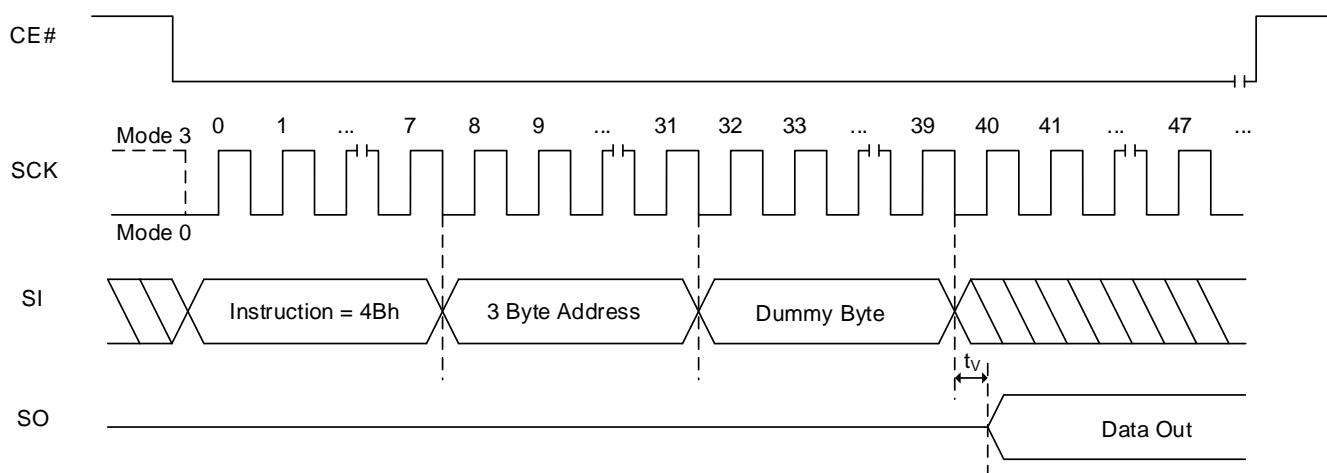 CE#
0 1 ... 7 8 9 ... 31 32 33 ... 39 40 41 ... 47 ...
Mode 3
SCK
Mode 0
SI
Instruction = 4Bh
3 Byte Address
Dummy Byte
tV
SO
Data Out